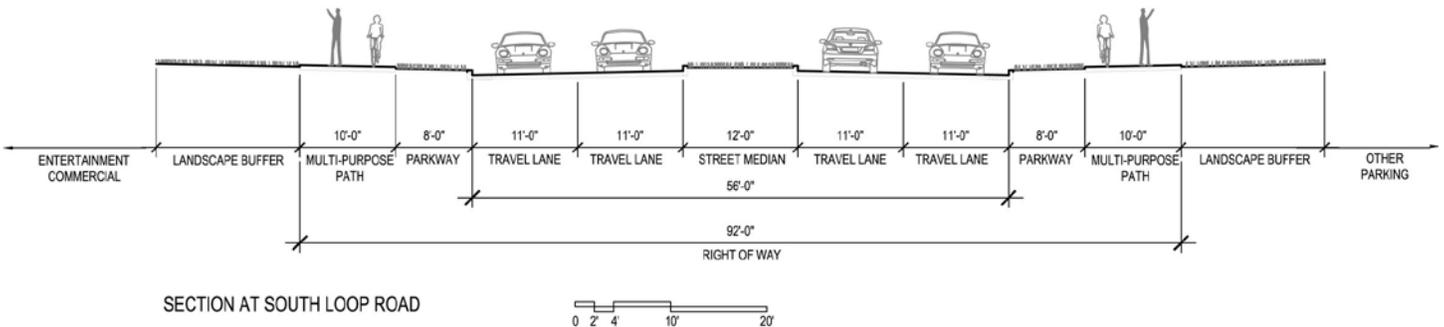 10'-0" 8'-0" 11'-0" 11'-0" 12'-0" 11'-0" 11'-0" 8'-0" 10'-0"
ENTERTAINMENT COMMERCIAL
LANDSCAPE BUFFER
MULTI-PURPOSE PATH
PARKWAY
TRAVEL LANE
TRAVEL LANE
STREET MEDIAN
TRAVEL LANE
TRAVEL LANE
PARKWAY
MULTI-PURPOSE PATH
LANDSCAPE BUFFER
OTHER PARKING
56'-0"
92'-0"
RIGHT OF WAY
SECTION AT SOUTH LOOP ROAD
0 2' 4' 10' 20'